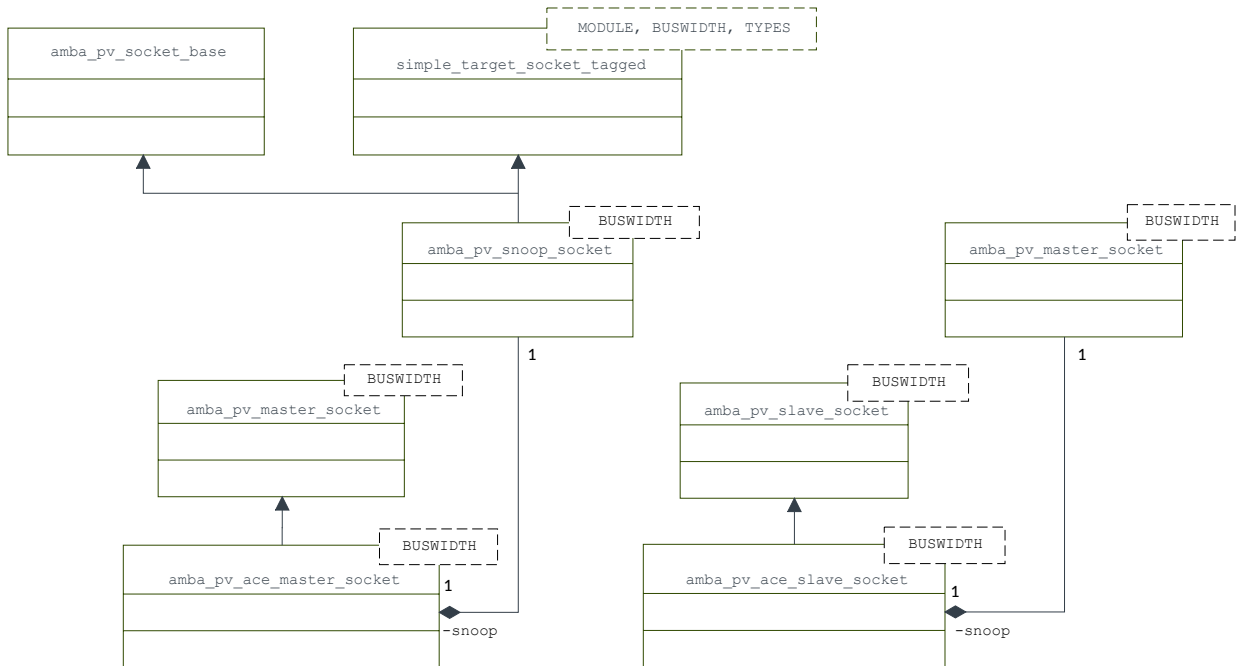 MODULE, BUSWIDTH, TYPES
amba_pv_socket_base
simple_target_socket_tagged
BUSWIDTH
BUSWIDTH
amba_pv_snoop_socket
amba_pv_master_socket
1
1
BUSWIDTH
BUSWIDTH
amba_pv_master_socket
amba_pv_slave_socket
BUSWIDTH
BUSWIDTH
amba_pv_ace_master_socket
amba_pv_ace_slave_socket
1
1
-snoop
-snoop